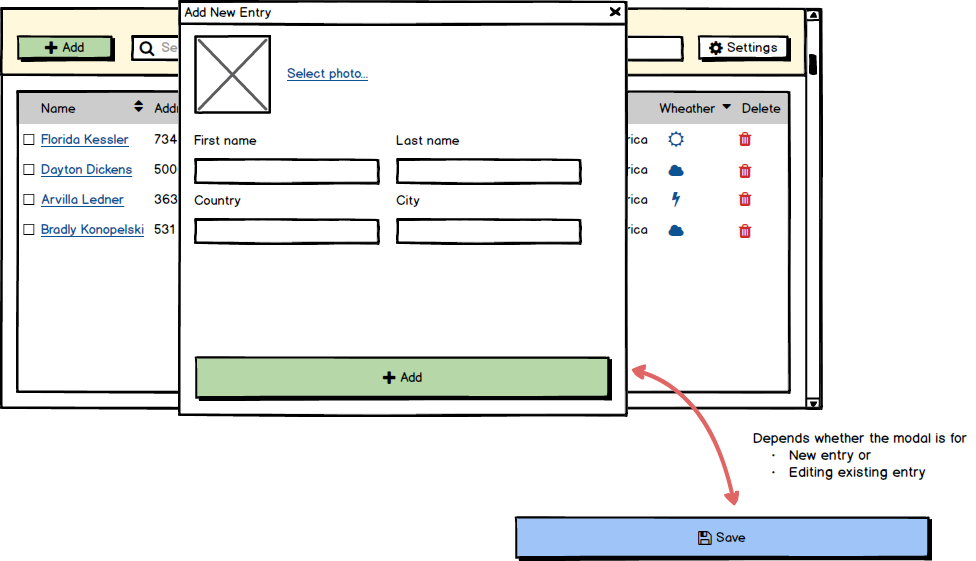 Add New Entry
Add
Se
Settings
Select photo...
Name
Addr
Wheather
Delete
Florida Kessler
734
rica
Dayton Dickens
500
rica
Arvilla Ledner
363
rica
Bradly Konopelski
531
rica
First name
Last name
Country
City
Add
Depends whether the modal is for
· New entry or
· Editing existing entry
Save